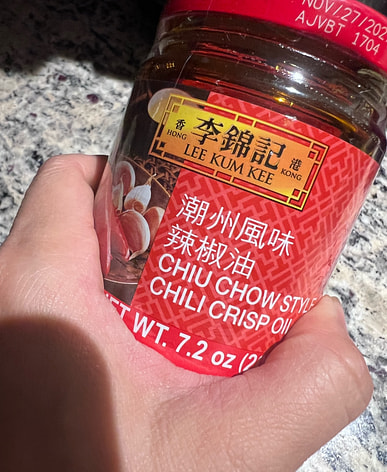 NOV/27/202
AJVBT 1704
李錦記
香 港
HONG KONG
LEE KUM KEE
潮州風味
辣椒油
CHIU CHOW STYLE
CHILI CRISP OIL
NET WT. 7.2 oz (2